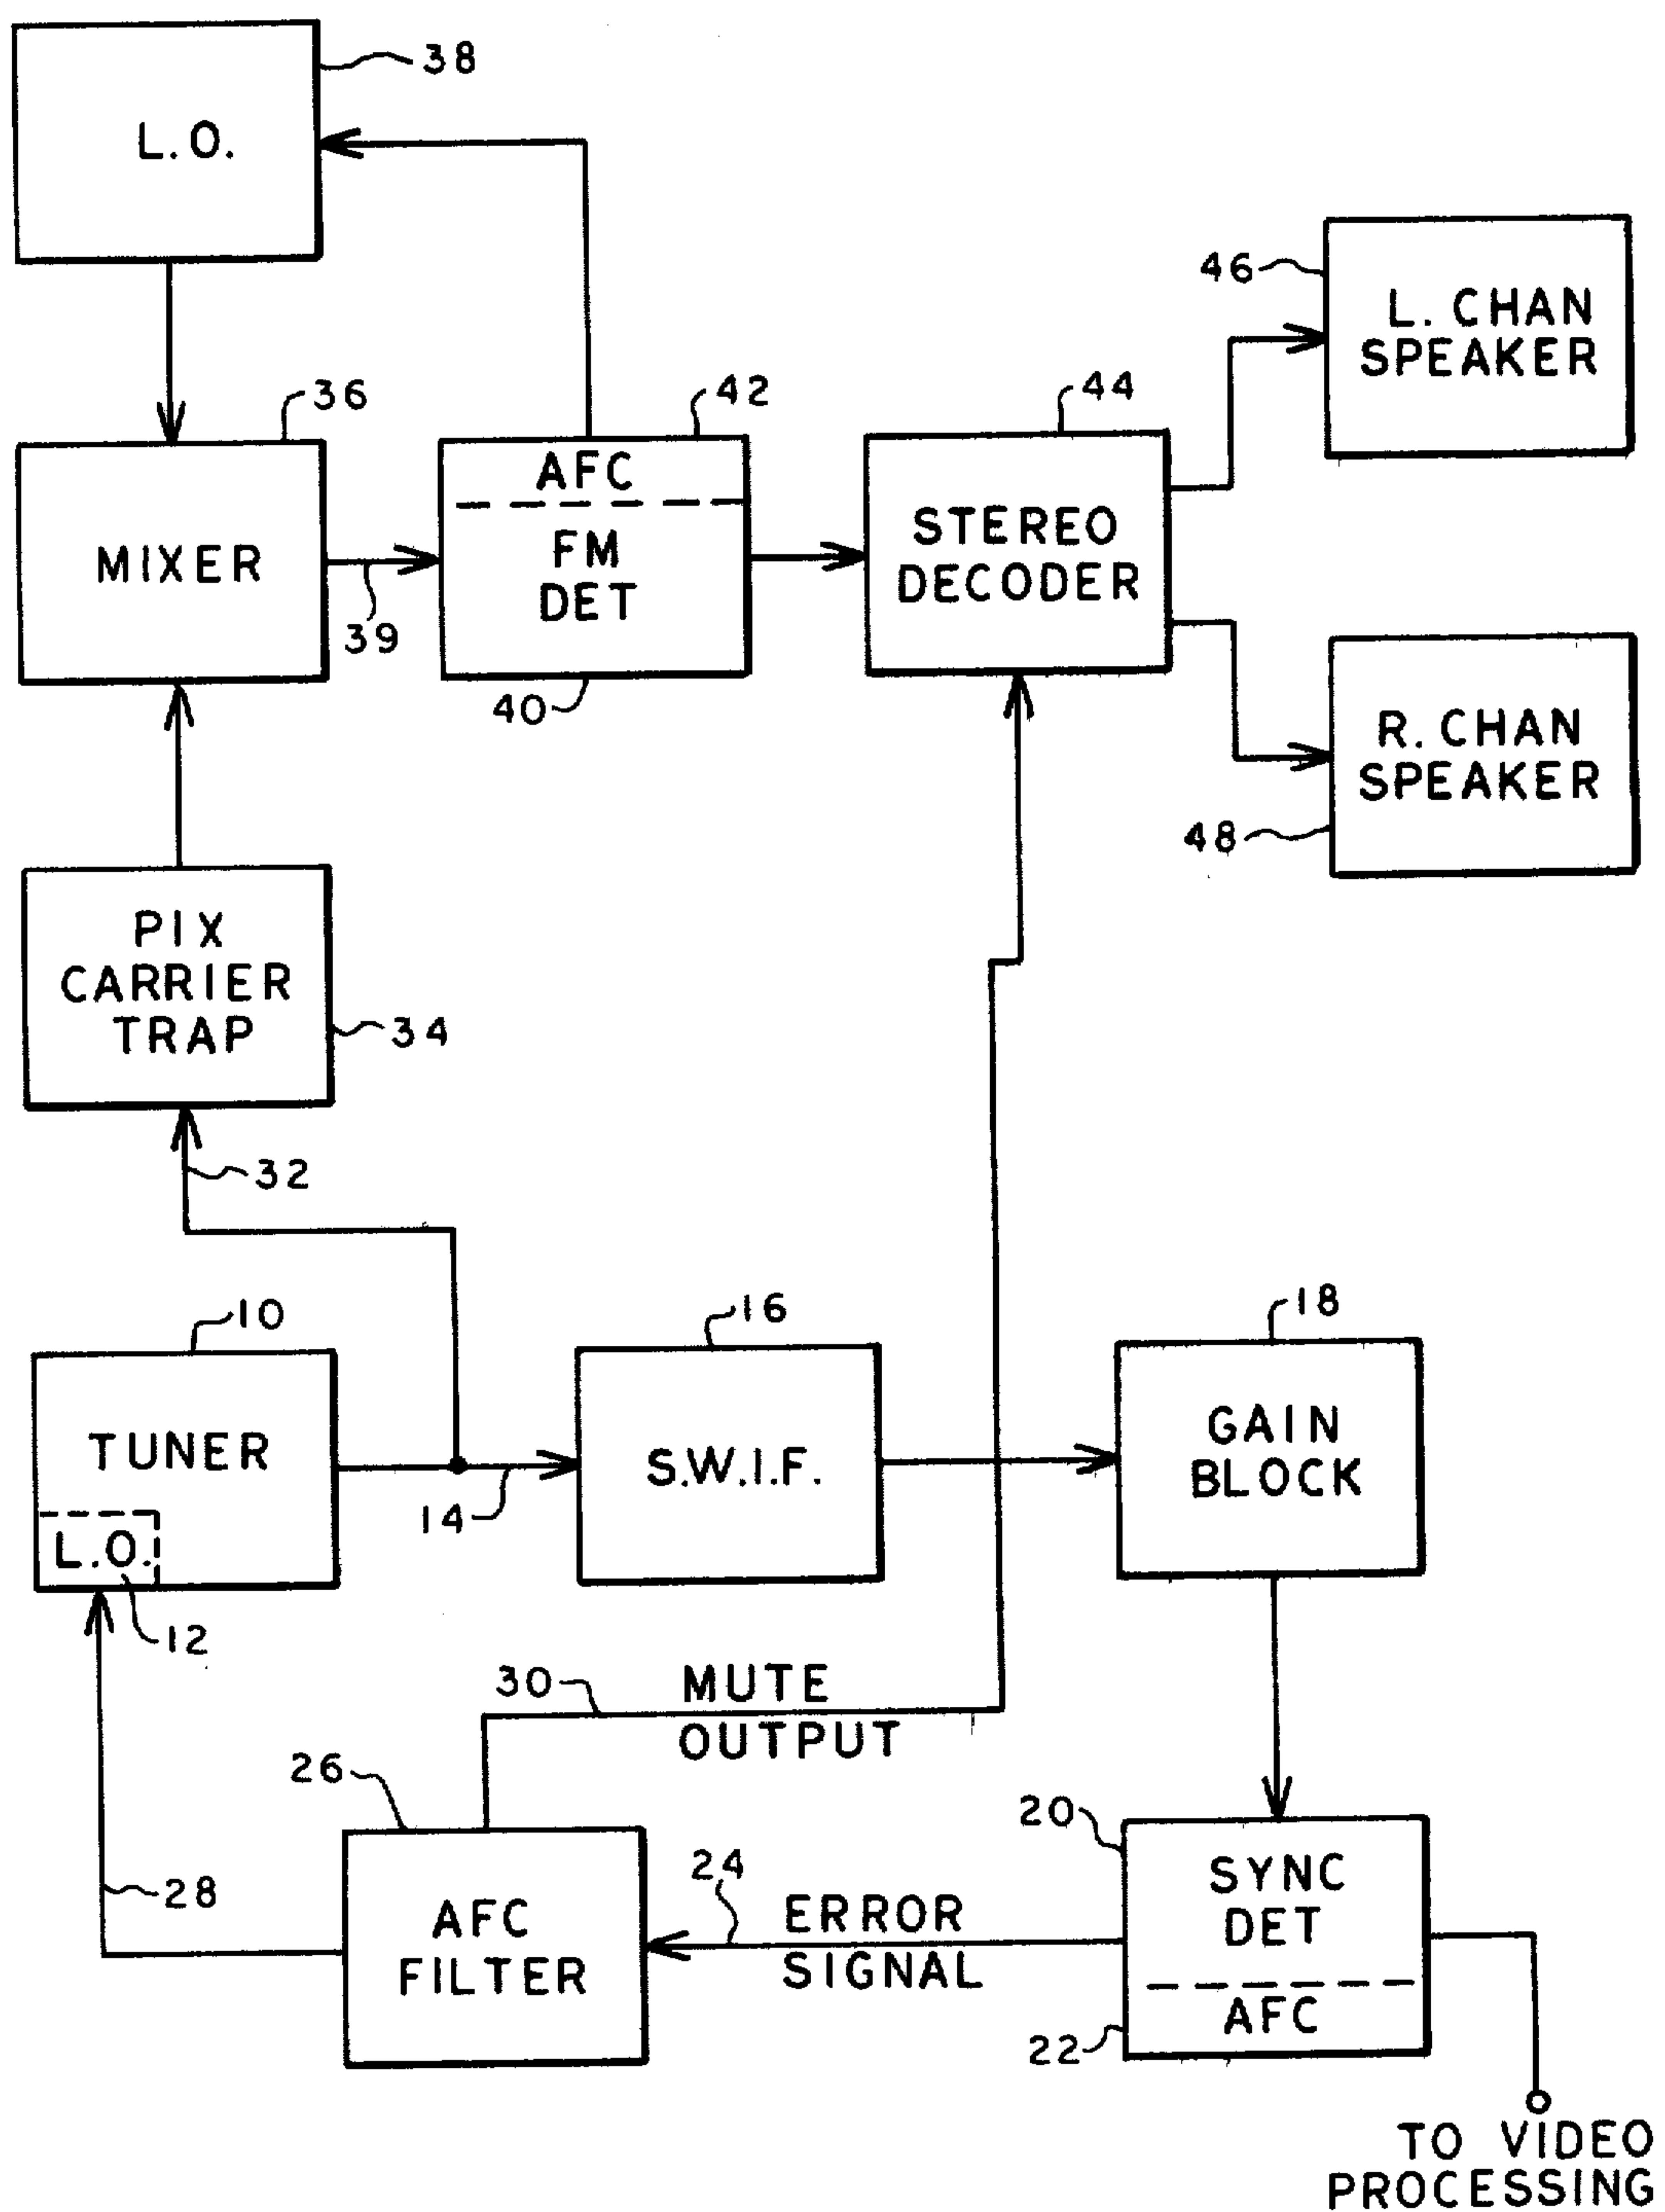 38
L.O.
46
L. CHAN
SPEAKER
36
42
44
AFC
FM
DET
MIXER
STEREO
DECODER
39
40
R. CHAN
SPEAKER
48
PIX
CARRIER
TRAP
34
32
10
16
18
TUNER
L.O.
S.W.I.F.
GAIN
BLOCK
14
12
30
MUTE
OUTPUT
26
20
24
SYNC
DET
28
AFC
FILTER
ERROR
SIGNAL
AFC
22
TO VIDEO
PROCESSING